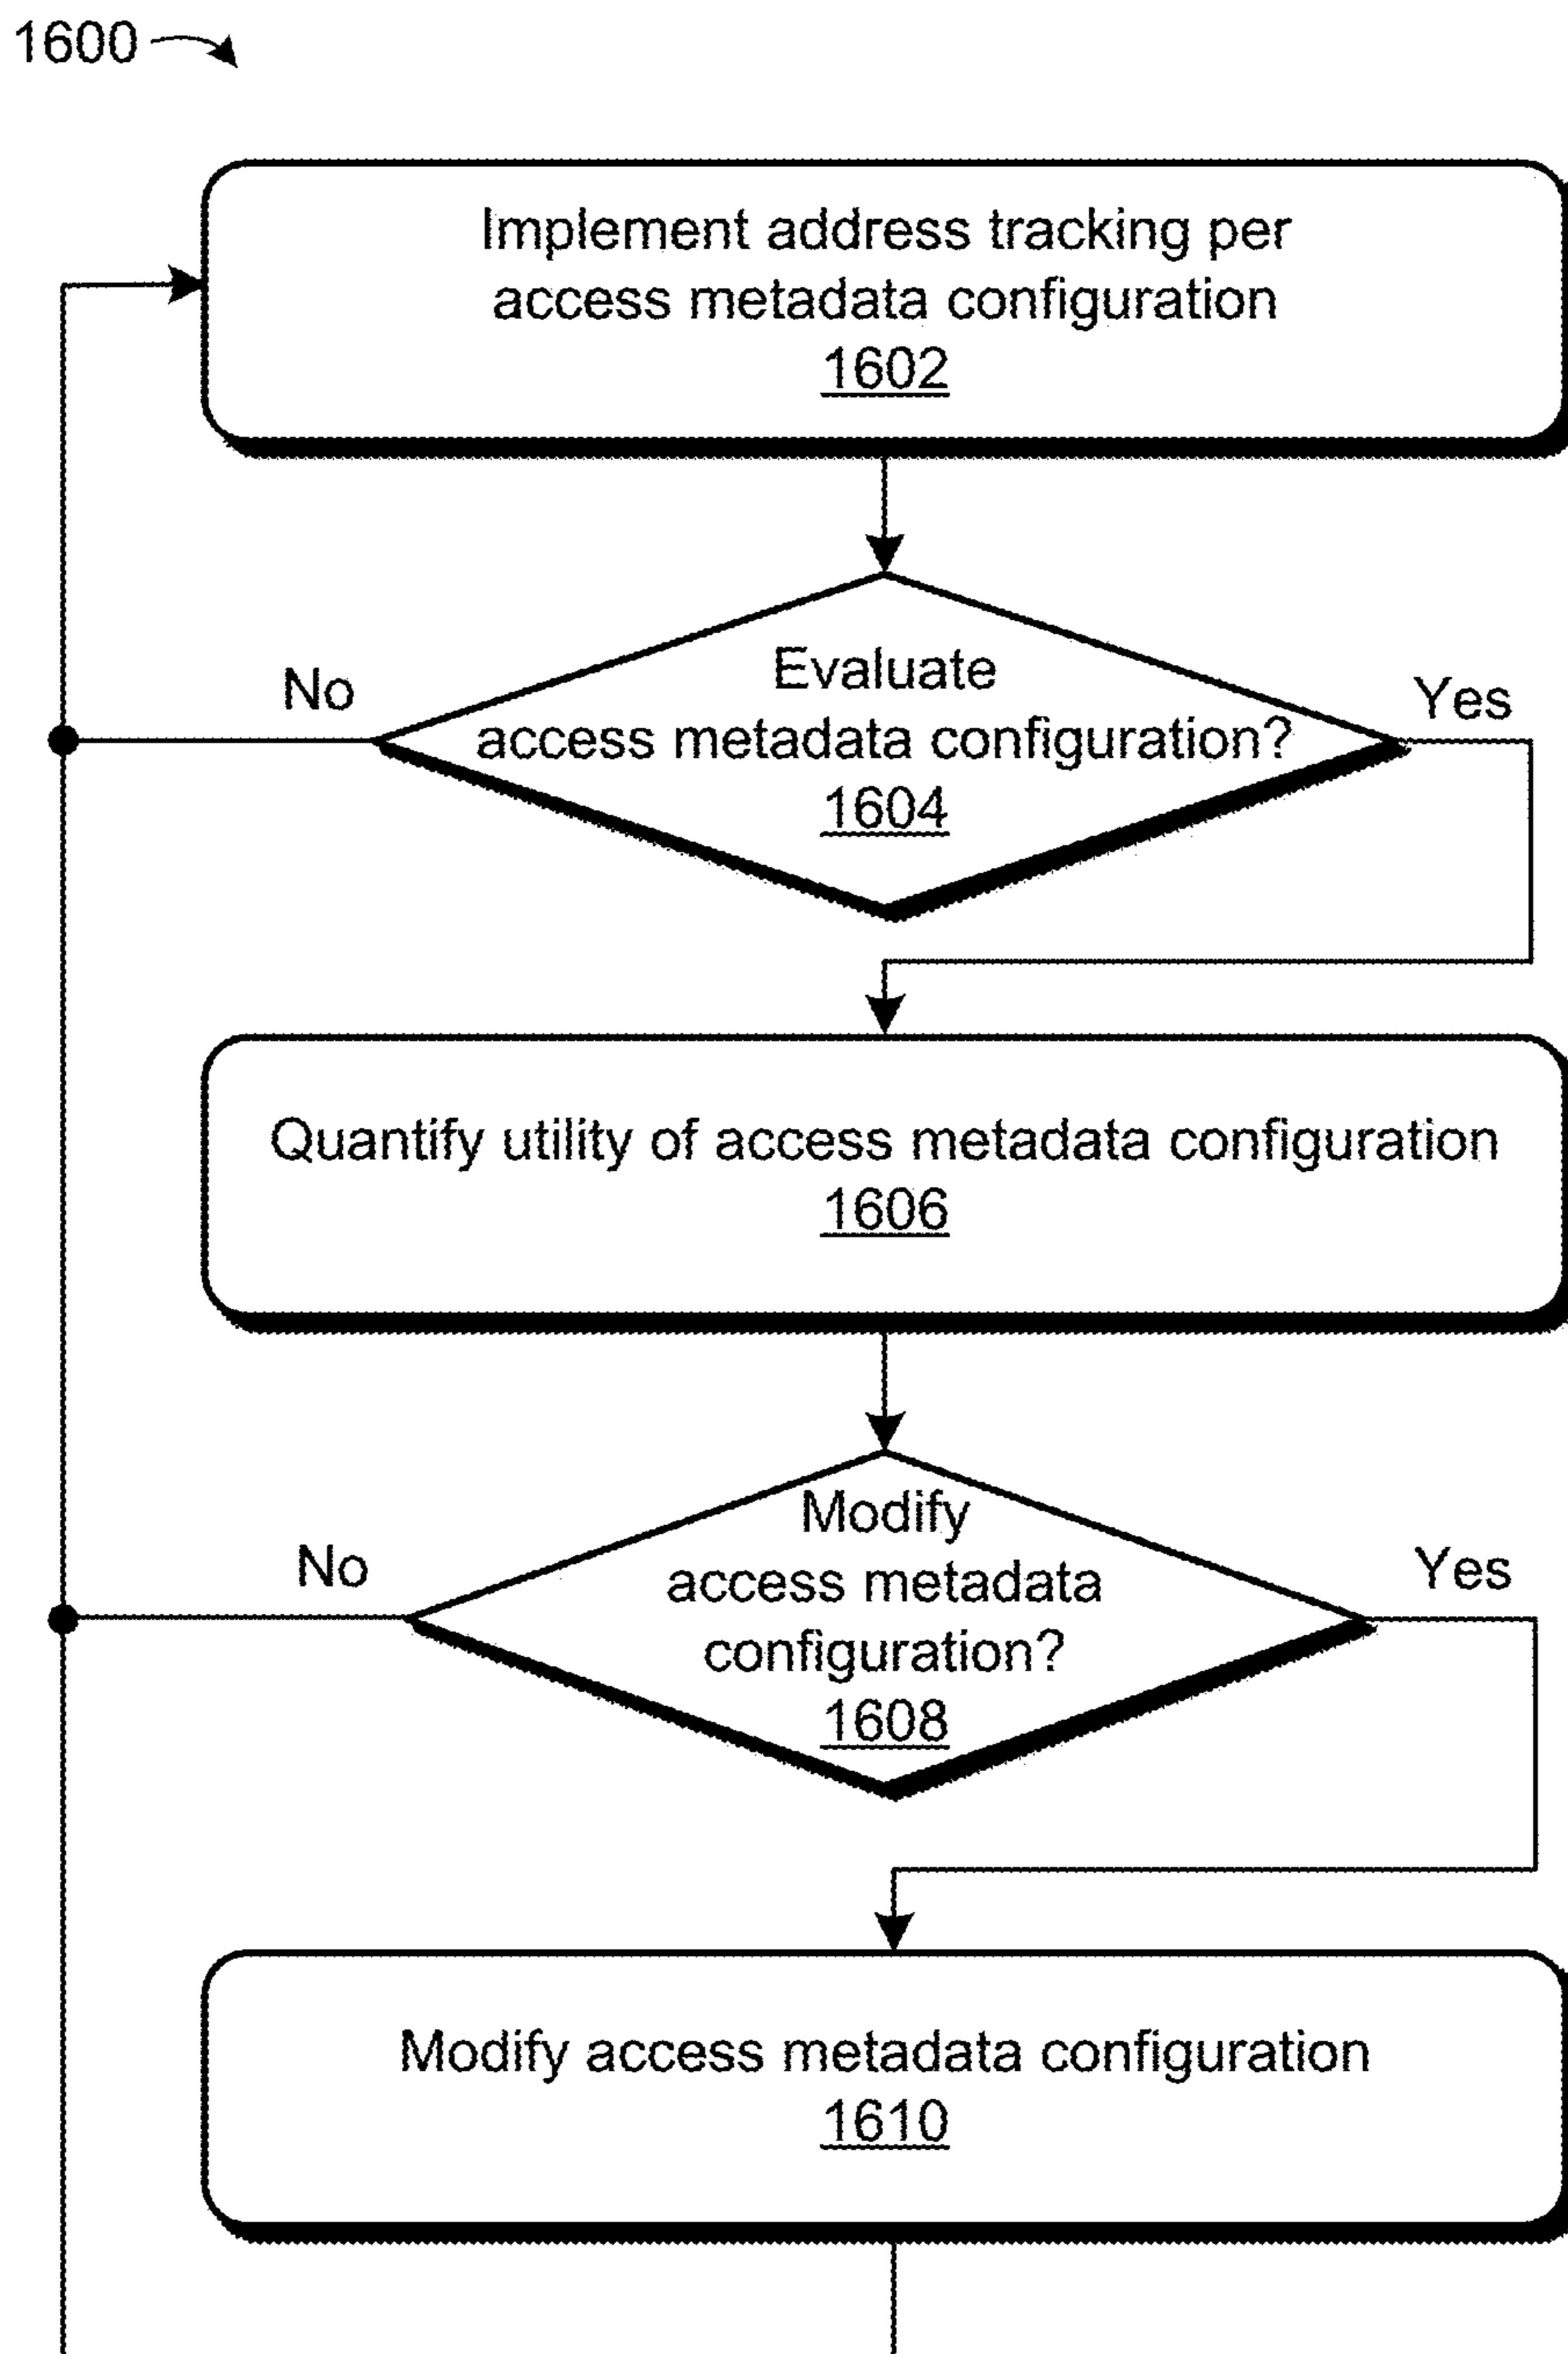 1600
Implement address tracking per
access metadata configuration
1602
Evaluate
access metadata configuration?
1604
No
Yes
Quantify utility of access metadata configuration
1606
Modify
access metadata
configuration?
1608
No
Yes
Modify access metadata configuration
1610